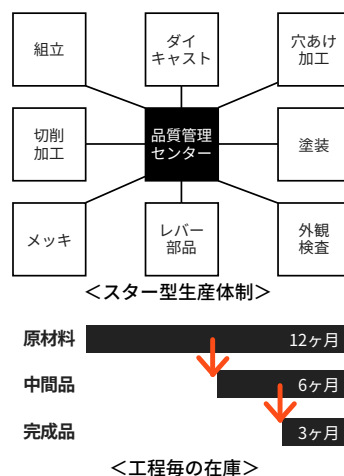 組立
ダイ
キャスト
穴あけ
加工
切削
加工
品質管理
センター
塗装
メッキ
レバー
部品
外観
検査
＜スター型生産体制＞
原材料 12ヶ月
中間品 6ヶ月
完成品 3ヶ月
＜工程毎の在庫＞